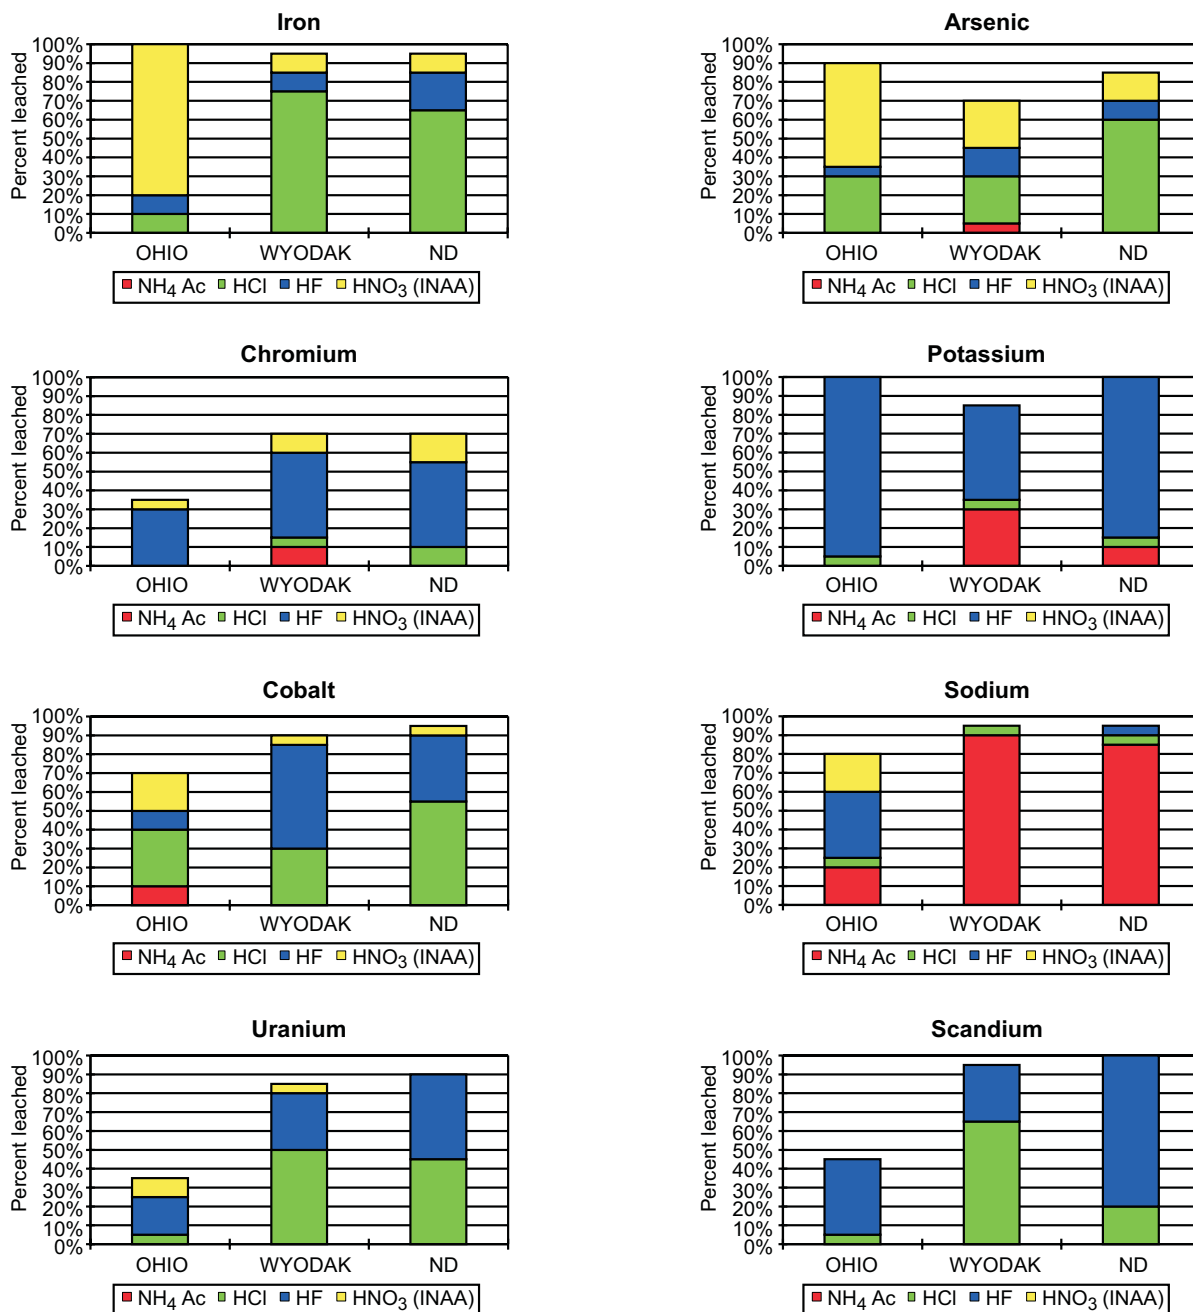 Iron
Percent leached
100%
90%
80%
70%
60%
50%
40%
30%
20%
10%
0%
OHIO WYODAK ND
NH4 Ac HCl HF HNO3 (INAA)
Arsenic
Percent leached
100%
90%
80%
70%
60%
50%
40%
30%
20%
10%
0%
OHIO WYODAK ND
NH4 Ac HCl HF HNO3 (INAA)
Chromium
Percent leached
100%
90%
80%
70%
60%
50%
40%
30%
20%
10%
0%
OHIO WYODAK ND
NH4 Ac HCl HF HNO3 (INAA)
Potassium
Percent leached
100%
90%
80%
70%
60%
50%
40%
30%
20%
10%
0%
OHIO WYODAK ND
NH4 Ac HCl HF HNO3 (INAA)
Cobalt
Percent leached
100%
90%
80%
70%
60%
50%
40%
30%
20%
10%
0%
OHIO WYODAK ND
NH4 Ac HCl HF HNO3 (INAA)
Sodium
Percent leached
100%
90%
80%
70%
60%
50%
40%
30%
20%
10%
0%
OHIO WYODAK ND
NH4 Ac HCl HF HNO3 (INAA)
Uranium
Percent leached
100%
90%
80%
70%
60%
50%
40%
30%
20%
10%
0%
OHIO WYODAK ND
NH4 Ac HCl HF HNO3 (INAA)
Scandium
Percent leached
100%
90%
80%
70%
60%
50%
40%
30%
20%
10%
0%
OHIO WYODAK ND
NH4 Ac HCl HF HNO3 (INAA)